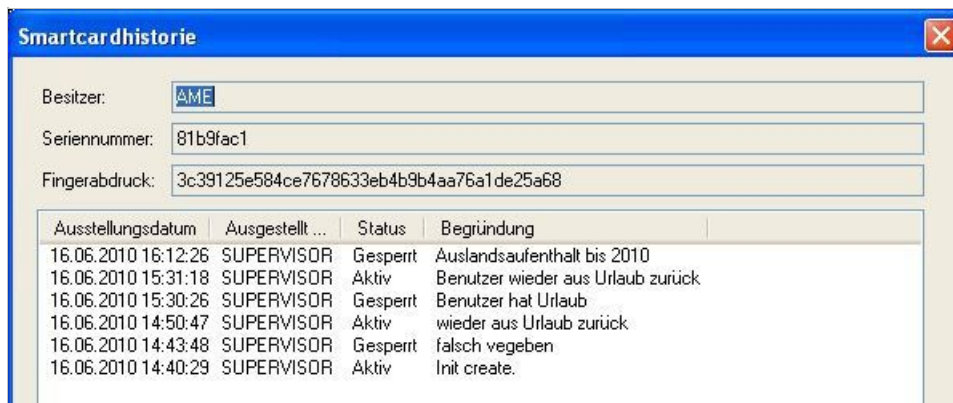 Smartcardhistorie
Besitzer: AME
Seriennummer: 81b9fac1
Fingerabdruck: 3c39125e584ce7678633eb4b9b4aa76a1de25a68
Ausstellungsdatum Ausgestellt ... Status Begründung
16.06.2010 16:12:26 SUPERVISOR Gesperrt Auslandsaufenthalt bis 2010
16.06.2010 15:31:18 SUPERVISOR Aktiv Benutzer wieder aus Urlaub zurück
16.06.2010 15:30:26 SUPERVISOR Gesperrt Benutzer hat Urlaub
16.06.2010 14:50:47 SUPERVISOR Aktiv wieder aus Urlaub zurück
16.06.2010 14:43:48 SUPERVISOR Gesperrt falsch vegeben
16.06.2010 14:40:29 SUPERVISOR Aktiv Init create.